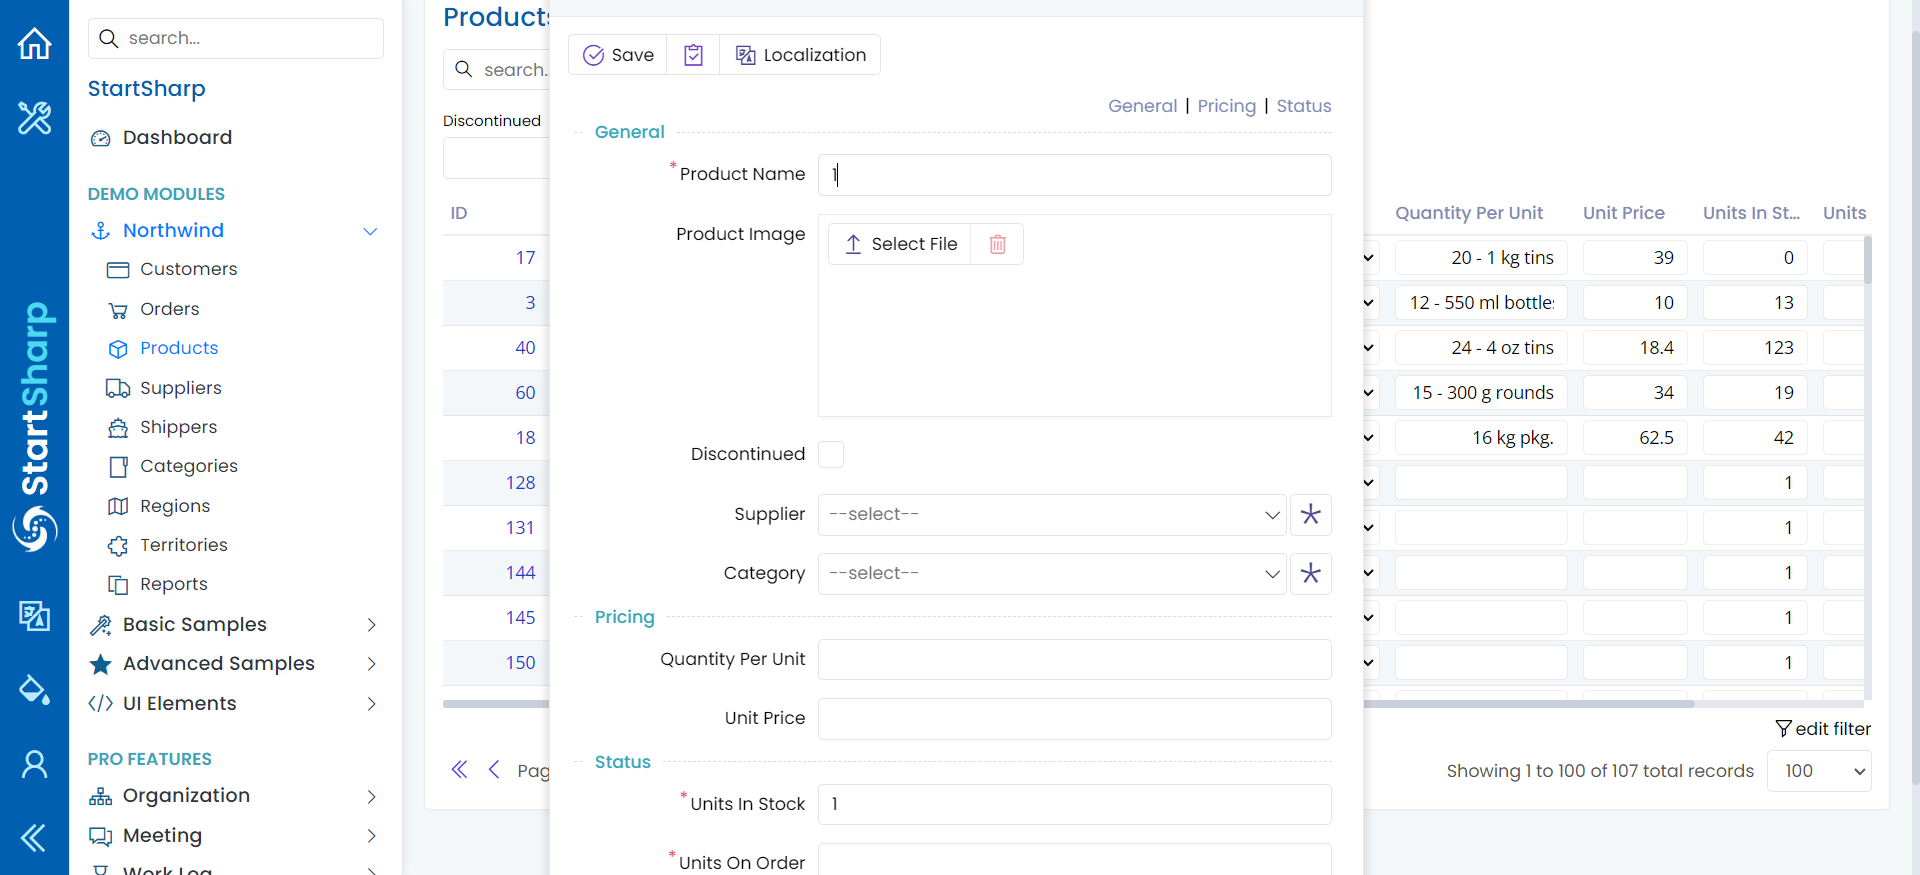 search...
StartSharp
Dashboard
DEMO MODULES
Northwind
Customers
Orders
Products
Suppliers
Shippers
Categories
Regions
Territories
Reports
Basic Samples
Advanced Samples
UI Elements
PRO FEATURES
Organization
Meeting
Work Log
StartSharp
Products
search.
Discontinued
ID
17
3
40
60
18
128
131
144
145
150
Pag
Save
Localization
General | Pricing | Status
General
* Product Name 1
Product Image
Select File
Discontinued
Supplier --select--
Category --select--
Pricing
Quantity Per Unit
Unit Price
Status
* Units In Stock 1
* Units On Order
Quantity Per Unit Unit Price Units In St... Units
20 - 1 kg tins 39 0
12 - 550 ml bottles 10 13
24 - 4 oz tins 18.4 123
15 - 300 g rounds 34 19
16 kg pkg. 62.5 42
1
1
1
1
1
edit filter
Showing 1 to 100 of 107 total records 100